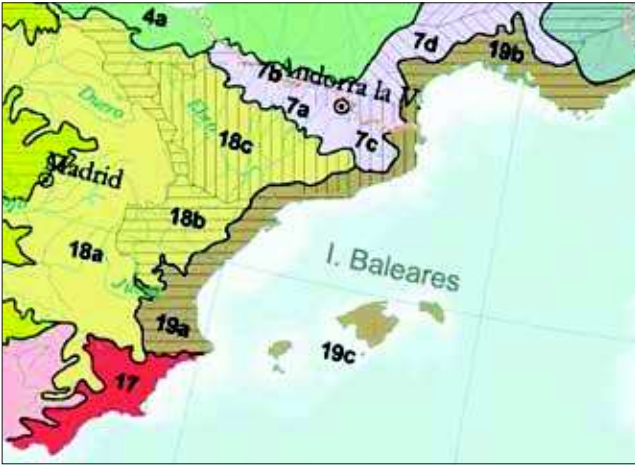 4a
7d
19b
7b
Andorra la V.
7a
Duero
Ebro
18c
7c
Madrid
18b
18a
I. Baleares
19a
19c
17